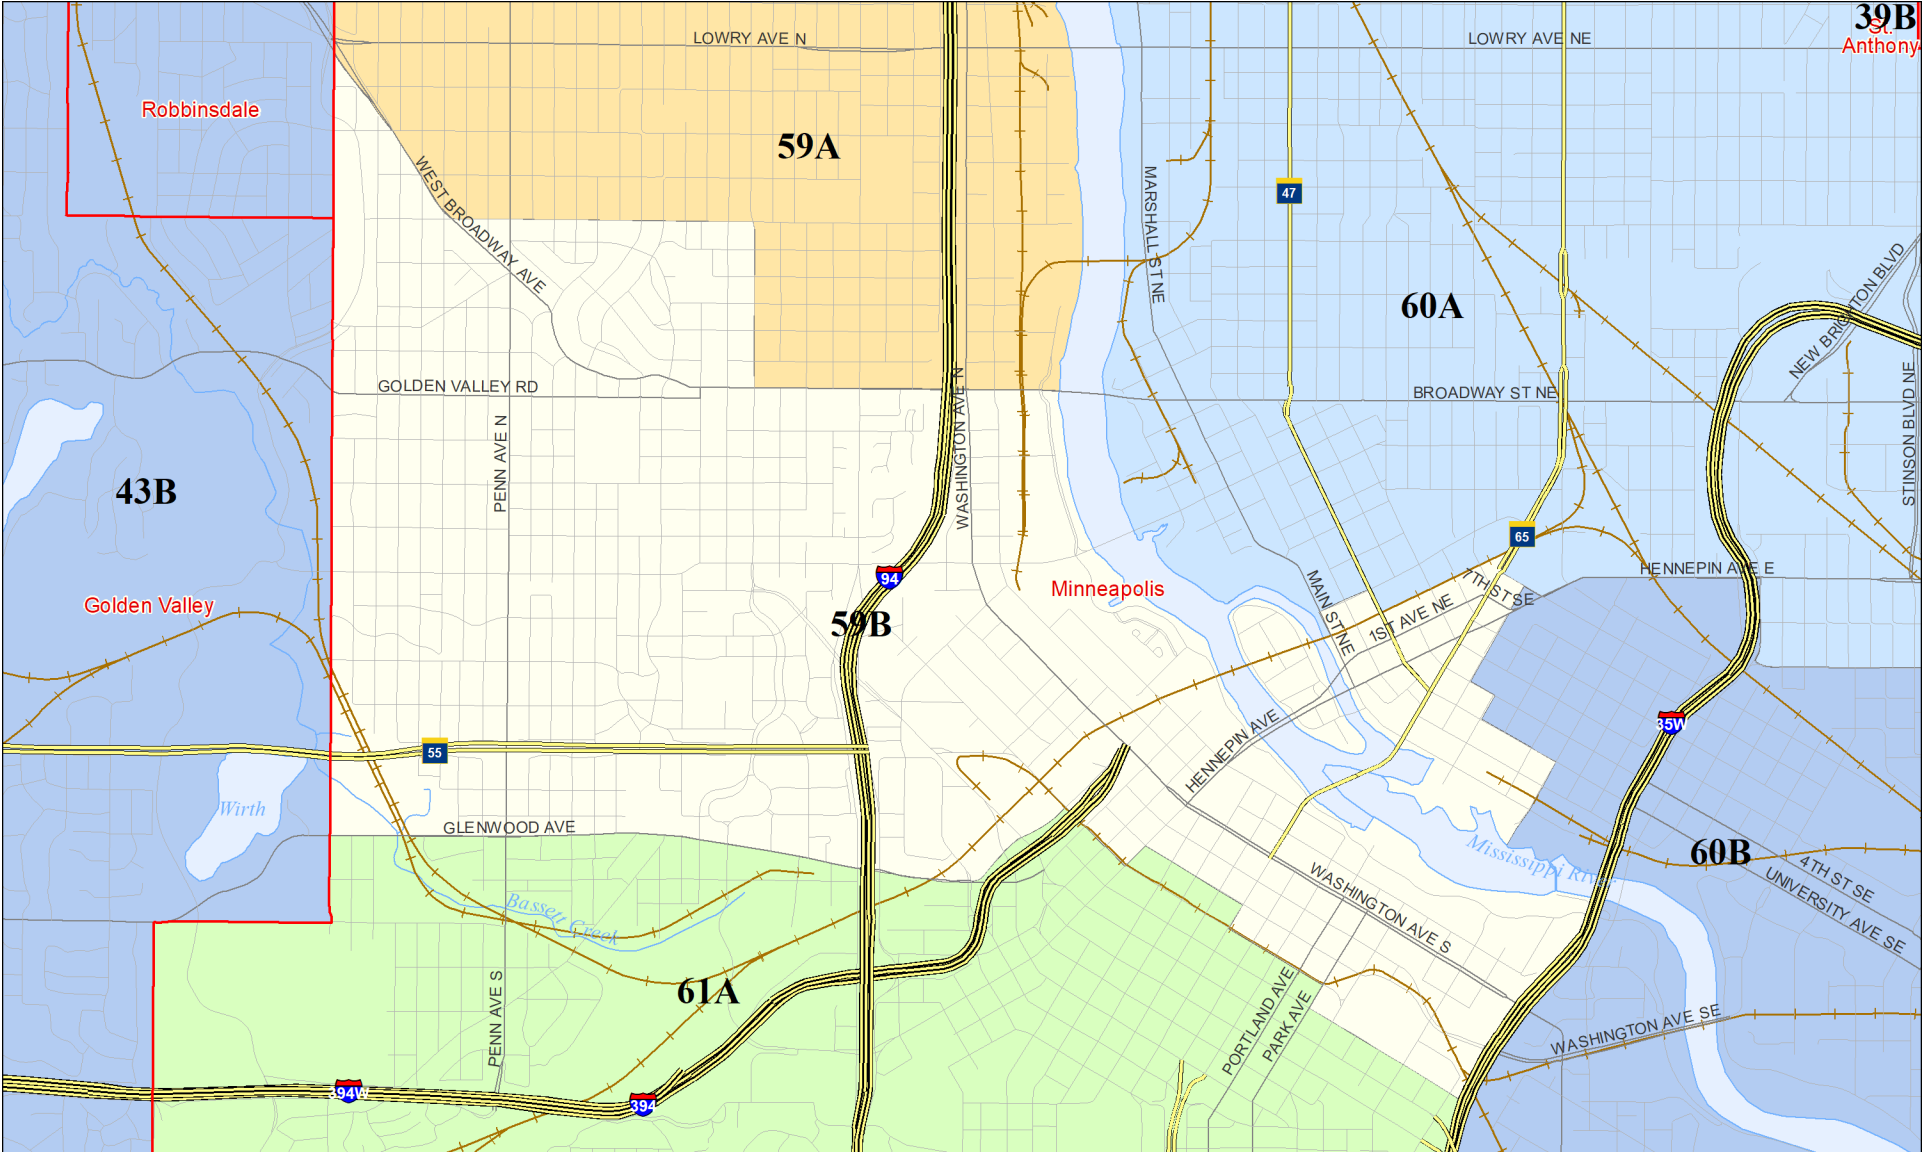 39B
St.
Anthony
LOWRY AVE N
LOWRY AVE NE
Robbinsdale
59A
WEST BROADWAY AVE
MARSHALL ST NE
47
60A
NEW BRIGHTON BLVD
GOLDEN VALLEY RD
BROADWAY ST NE
STINSON BLVD NE
PENN AVE N
WASHINGTON AVE N
43B
65
HENNEPIN AVE E
94
Minneapolis
7TH ST SE
MAIN ST NE
1ST AVE NE
Golden Valley
59B
35W
HENNEPIN AVE
55
Wirth
GLENWOOD AVE
Mississippi River
60B
4TH ST SE
UNIVERSITY AVE SE
WASHINGTON AVE S
Bassett Creek
61A
PENN AVE S
PORTLAND AVE
PARK AVE
WASHINGTON AVE SE
394W
394